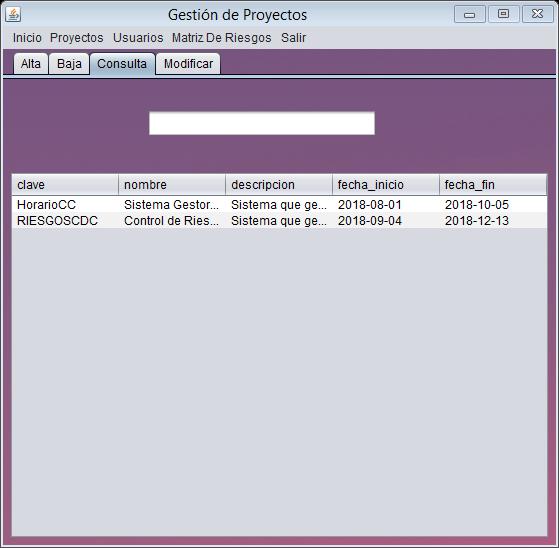 Gestión de Proyectos
Inicio Proyectos Usuarios Matriz De Riesgos Salir
Alta Baja Consulta Modificar
clave nombre descripcion fecha_inicio fecha_fin
HorarioCC Sistema Gestor... Sistema que ge... 2018-08-01 2018-10-05
RIESGOSCDC Control de Ries... Sistema que ge... 2018-09-04 2018-12-13